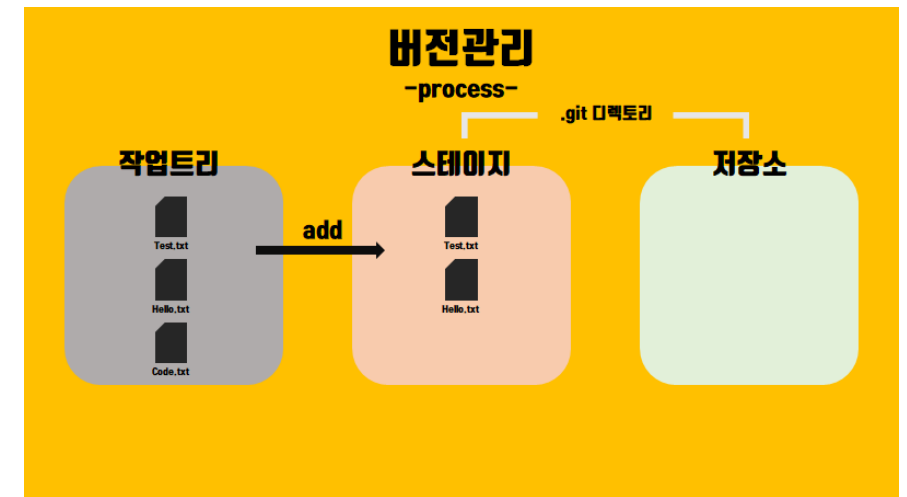 버전관리
-process-
.git 디렉토리
작업트리
스테이지
저장소
add
Test.txt
Hello.txt
Code.txt
Test.txt
Hello.txt